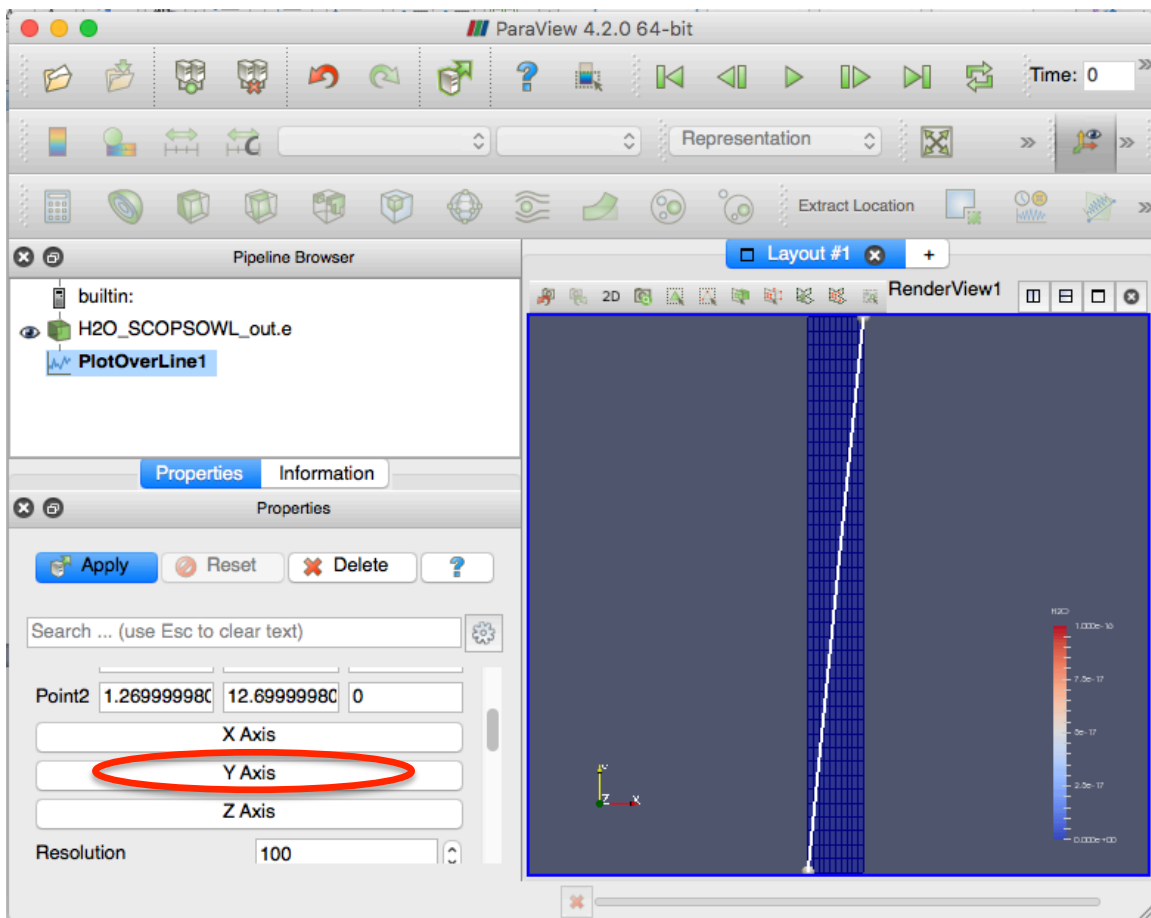 ParaView 4.2.0 64-bit
Time: 0
Representation
Extract Location
Pipeline Browser
builtin:
H2O_SCOPSOWL_out.e
PlotOverLine1
Properties Information
Properties
Apply Reset Delete ?
Search ... (use Esc to clear text)
Point2 1.269999980 12.69999980 0
X Axis
Y Axis
Z Axis
Resolution 100
Layout #1 +
2D RenderView1
H2O
1.000e-16
7.5e-17
5e-17
2.5e-17
0.000e+00
Y
Z X